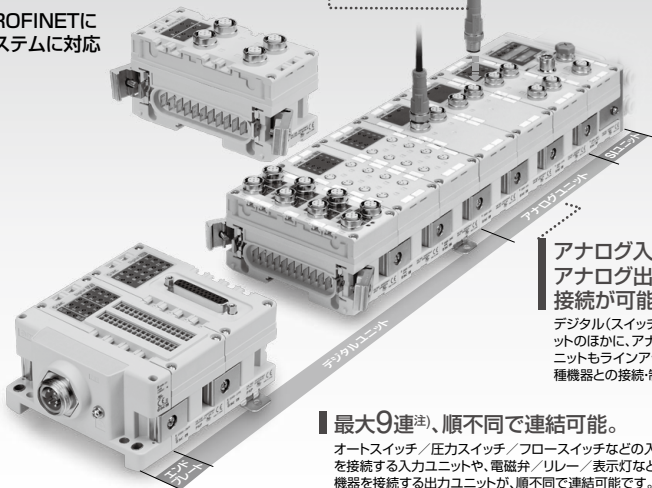 ROFINETに
ステムに対応
SIユニット
アナログユニット
アナログ入
アナログ出
接続が可能
デジタル（スイッチ
ットのほかに、アナ
ニットもラインアッ
種機器との接続・制
デジタルユニット
最大9連注）、順不同で連結可能。
オートスイッチ／圧力スイッチ／フロースイッチなどの入
を接続する入力ユニットや、電磁弁／リレー／表示灯など
機器を接続する出力ユニットが、順不同で連結可能です。
エンド
プレート